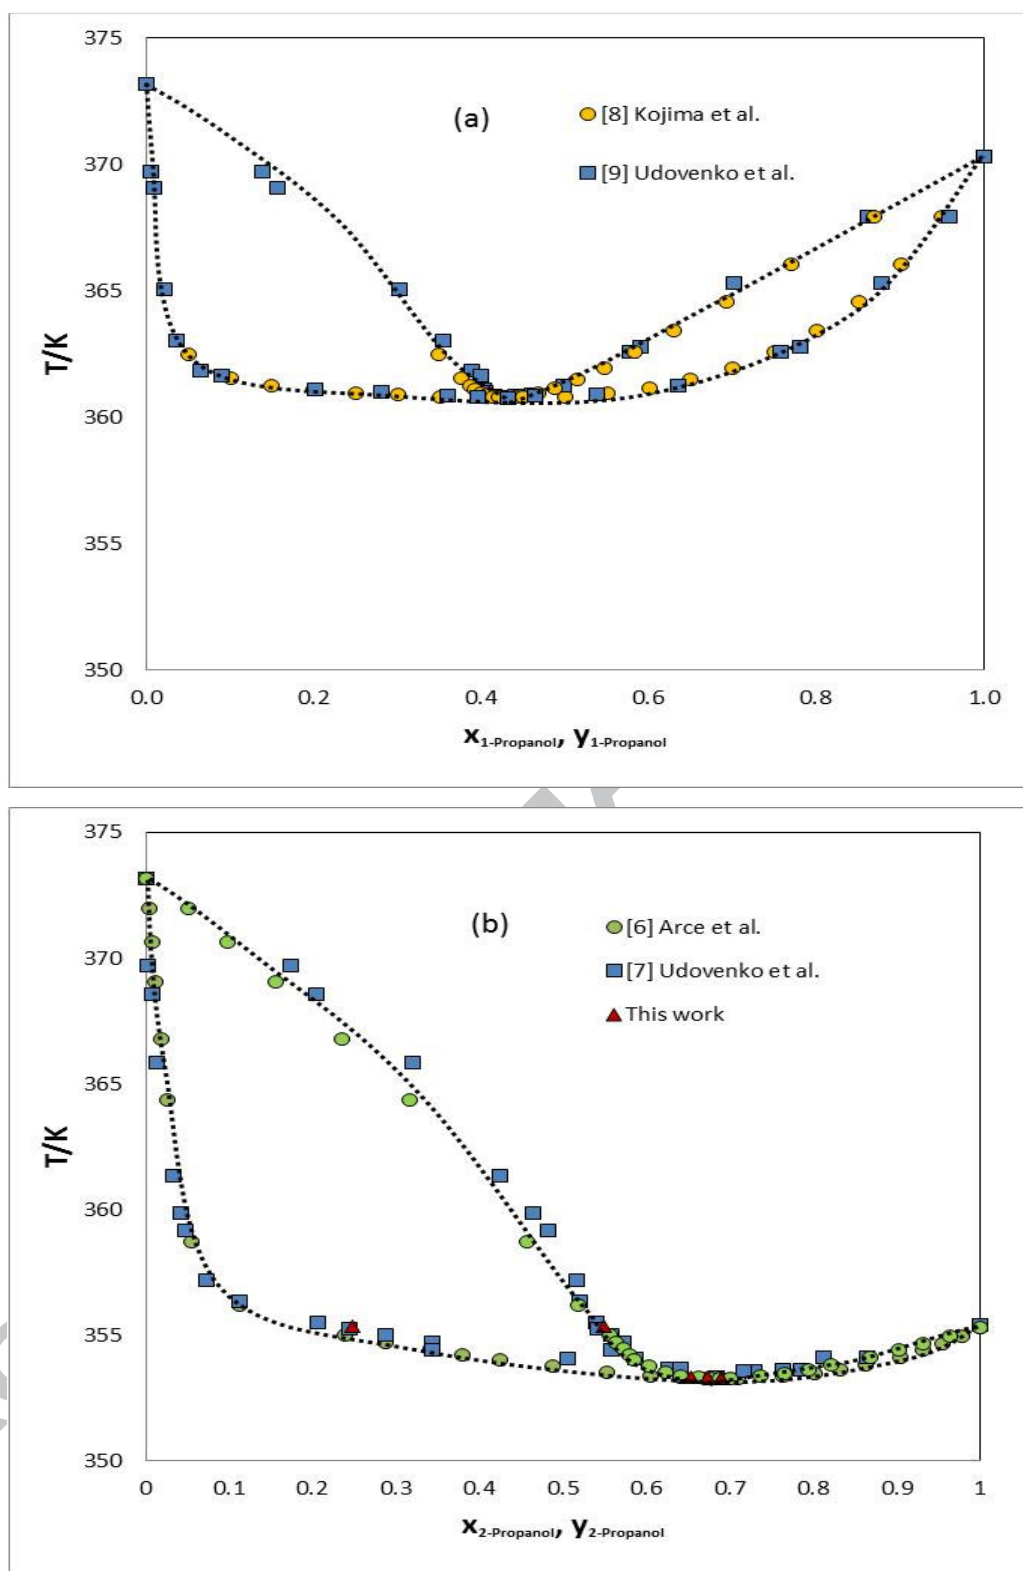 375
(a)
[8] Kojima et al.
370
[9] Udovenko et al.
365
T/K
360
355
350
0.0 0.2 0.4 0.6 0.8 1.0
x1-Propanol, y1-Propanol
375
(b)
[6] Arce et al.
370
[7] Udovenko et al.
This work
365
T/K
360
355
350
0 0.1 0.2 0.3 0.4 0.5 0.6 0.7 0.8 0.9 1
x2-Propanol, y2-Propanol